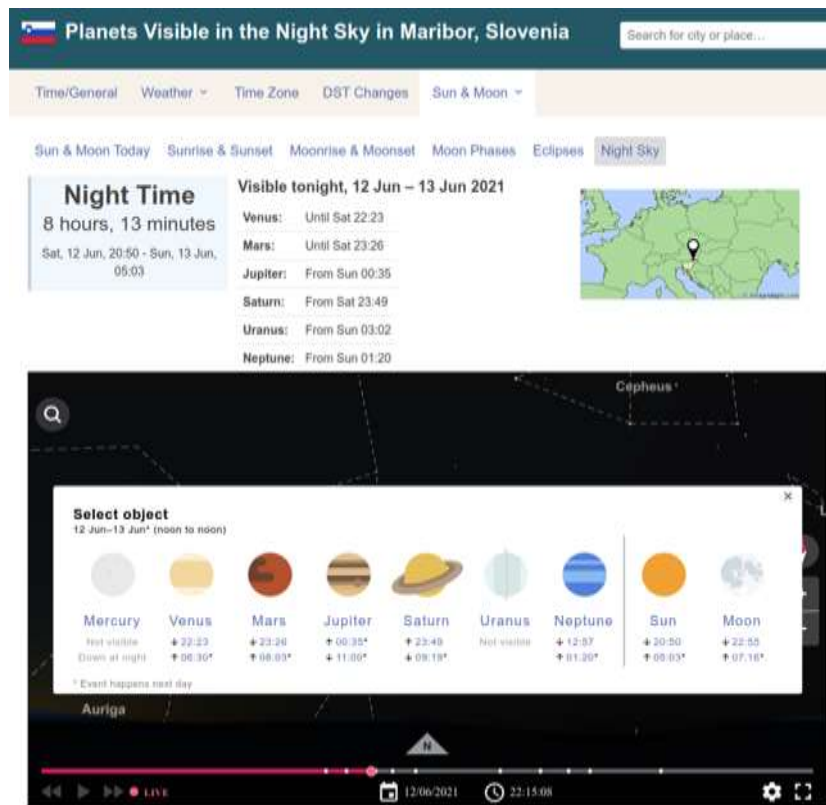 Planets Visible in the Night Sky in Maribor, Slovenia
Search for city or place...
Time/General Weather Time Zone DST Changes Sun & Moon
Sun & Moon Today Sunrise & Sunset Moonrise & Moonset Moon Phases Eclipses Night Sky
Night Time
8 hours, 13 minutes
Sat, 12 Jun, 20:50 - Sun, 13 Jun,
05:03
Visible tonight, 12 Jun – 13 Jun 2021
Venus: Until Sat 22:23
Mars: Until Sat 23:26
Jupiter: From Sun 00:35
Saturn: From Sat 23:49
Uranus: From Sun 03:02
Neptune: From Sun 01:20
Cepheus
Select object
12 Jun–13 Jun* (noon to noon)
Mercury Venus Mars Jupiter Saturn Uranus Neptune Sun Moon
Not visible ↓ 22:23 ↓ 23:26 ↑ 00:35* ↑ 23:49 Not visible ↓ 12:57 ↓ 20:50 ↓ 22:55
Down at night ↑ 06:30* ↑ 08:03* ↓ 11:00* ↓ 09:19* ↑ 01:20* ↑ 05:03* ↑ 07:16*
* Event happens next day
Auriga
N
LIVE 12/06/2021 22:15:08